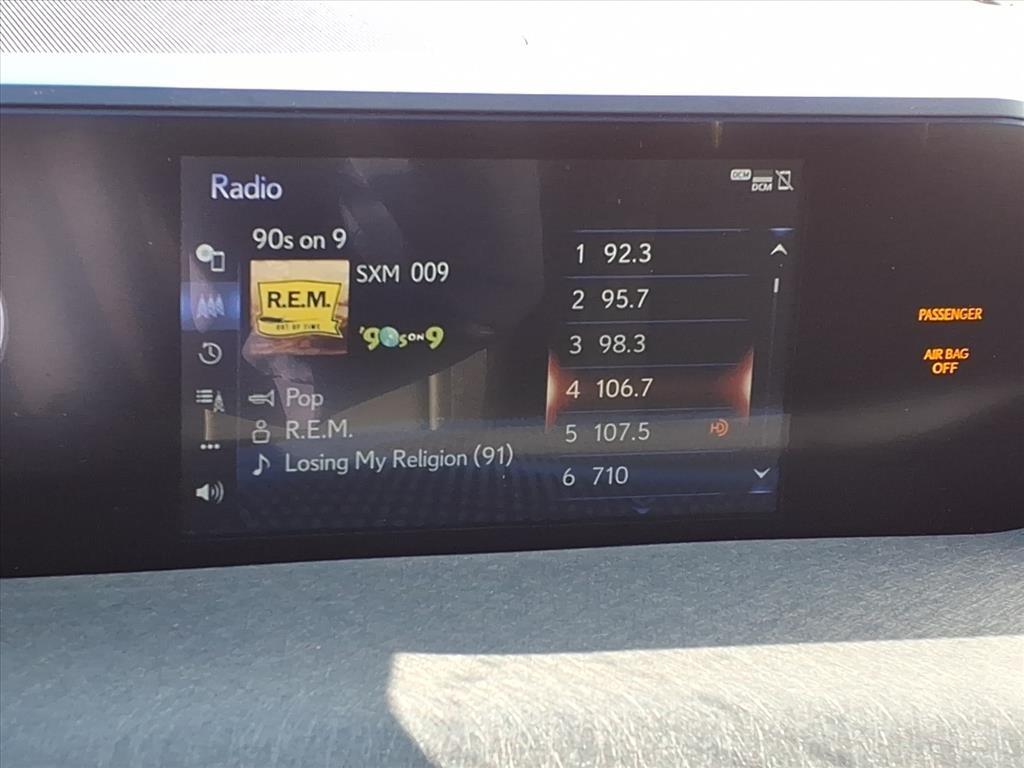 Radio
DCM
DCM
90s on 9
SXM 009
R.E.M.
OUT OF TIME
'90s ON 9
Pop
R.E.M.
Losing My Religion (91)
1 92.3
2 95.7
3 98.3
4 106.7
5 107.5 HD
6 710
PASSENGER
AIR BAG
OFF